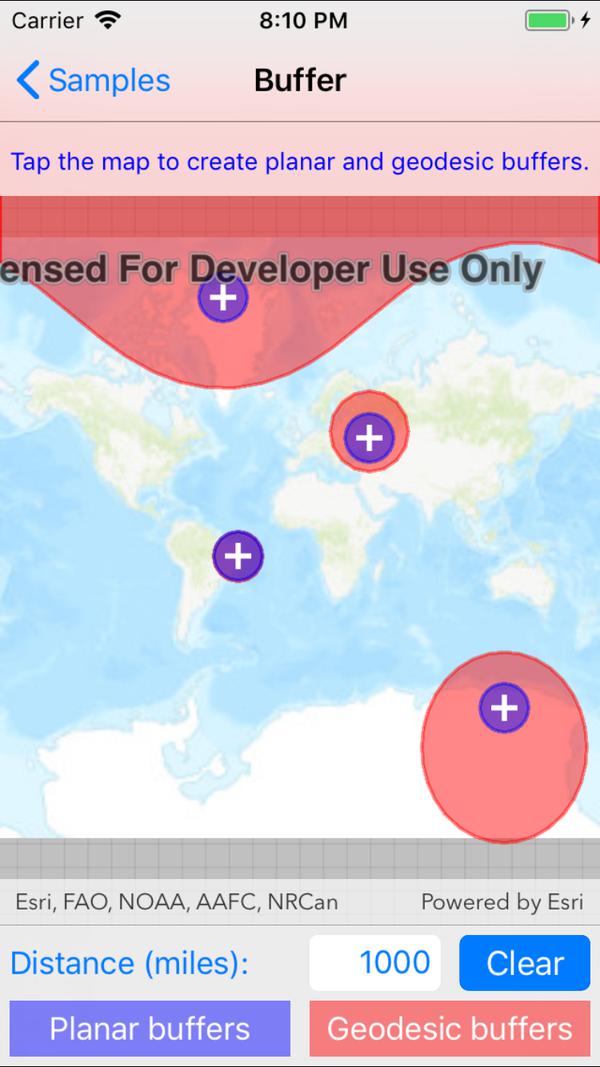 Carrier 8:10 PM
Samples Buffer
Tap the map to create planar and geodesic buffers.
ensed For Developer Use Only
Esri, FAO, NOAA, AAFC, NRCan Powered by Esri
Distance (miles): 1000 Clear
Planar buffers Geodesic buffers